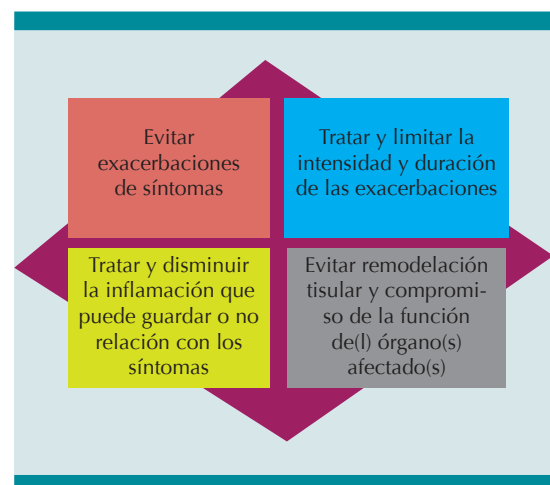 Evitar
exacerbaciones
de síntomas
Tratar y limitar la
intensidad y duración
de las exacerbaciones
Tratar y disminuir
la inflamación que
puede guardar o no
relación con los
síntomas
Evitar remodelación
tisular y compromi-
so de la función
de(l) órgano(s)
afectado(s)